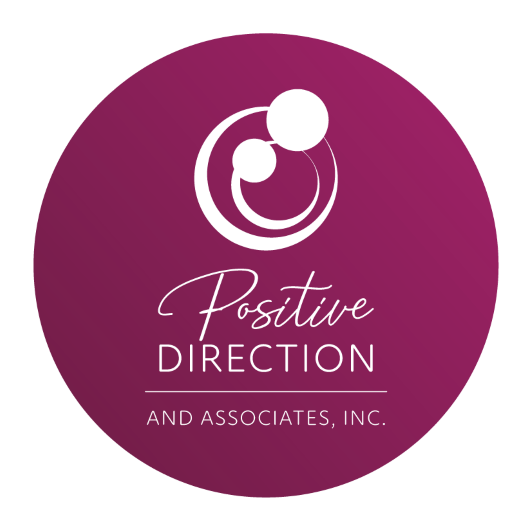 Positive
DIRECTION
AND ASSOCIATES, INC.